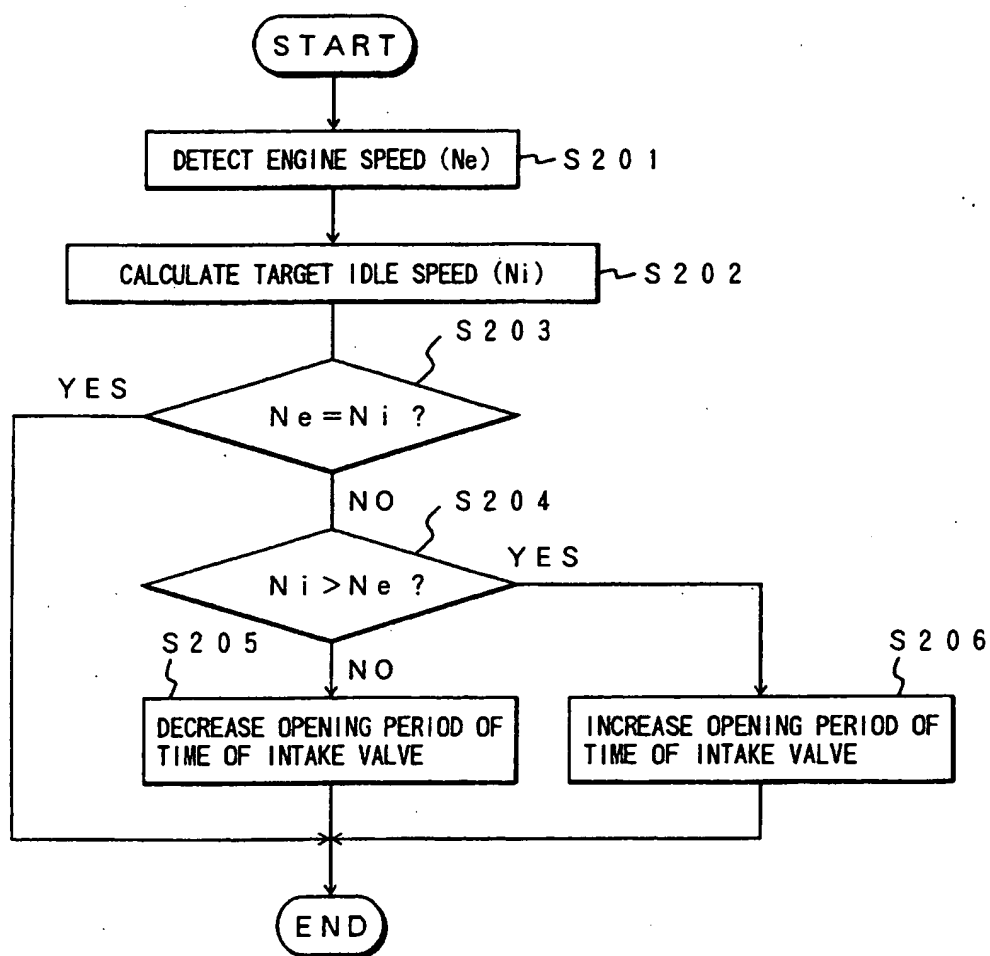 START
DETECT ENGINE SPEED (Ne)
S201
CALCULATE TARGET IDLE SPEED (Ni)
S202
S203
YES
Ne=Ni ?
NO
S204
YES
Ni>Ne ?
S205
NO
S206
DECREASE OPENING PERIOD OF
TIME OF INTAKE VALVE
INCREASE OPENING PERIOD OF
TIME OF INTAKE VALVE
END